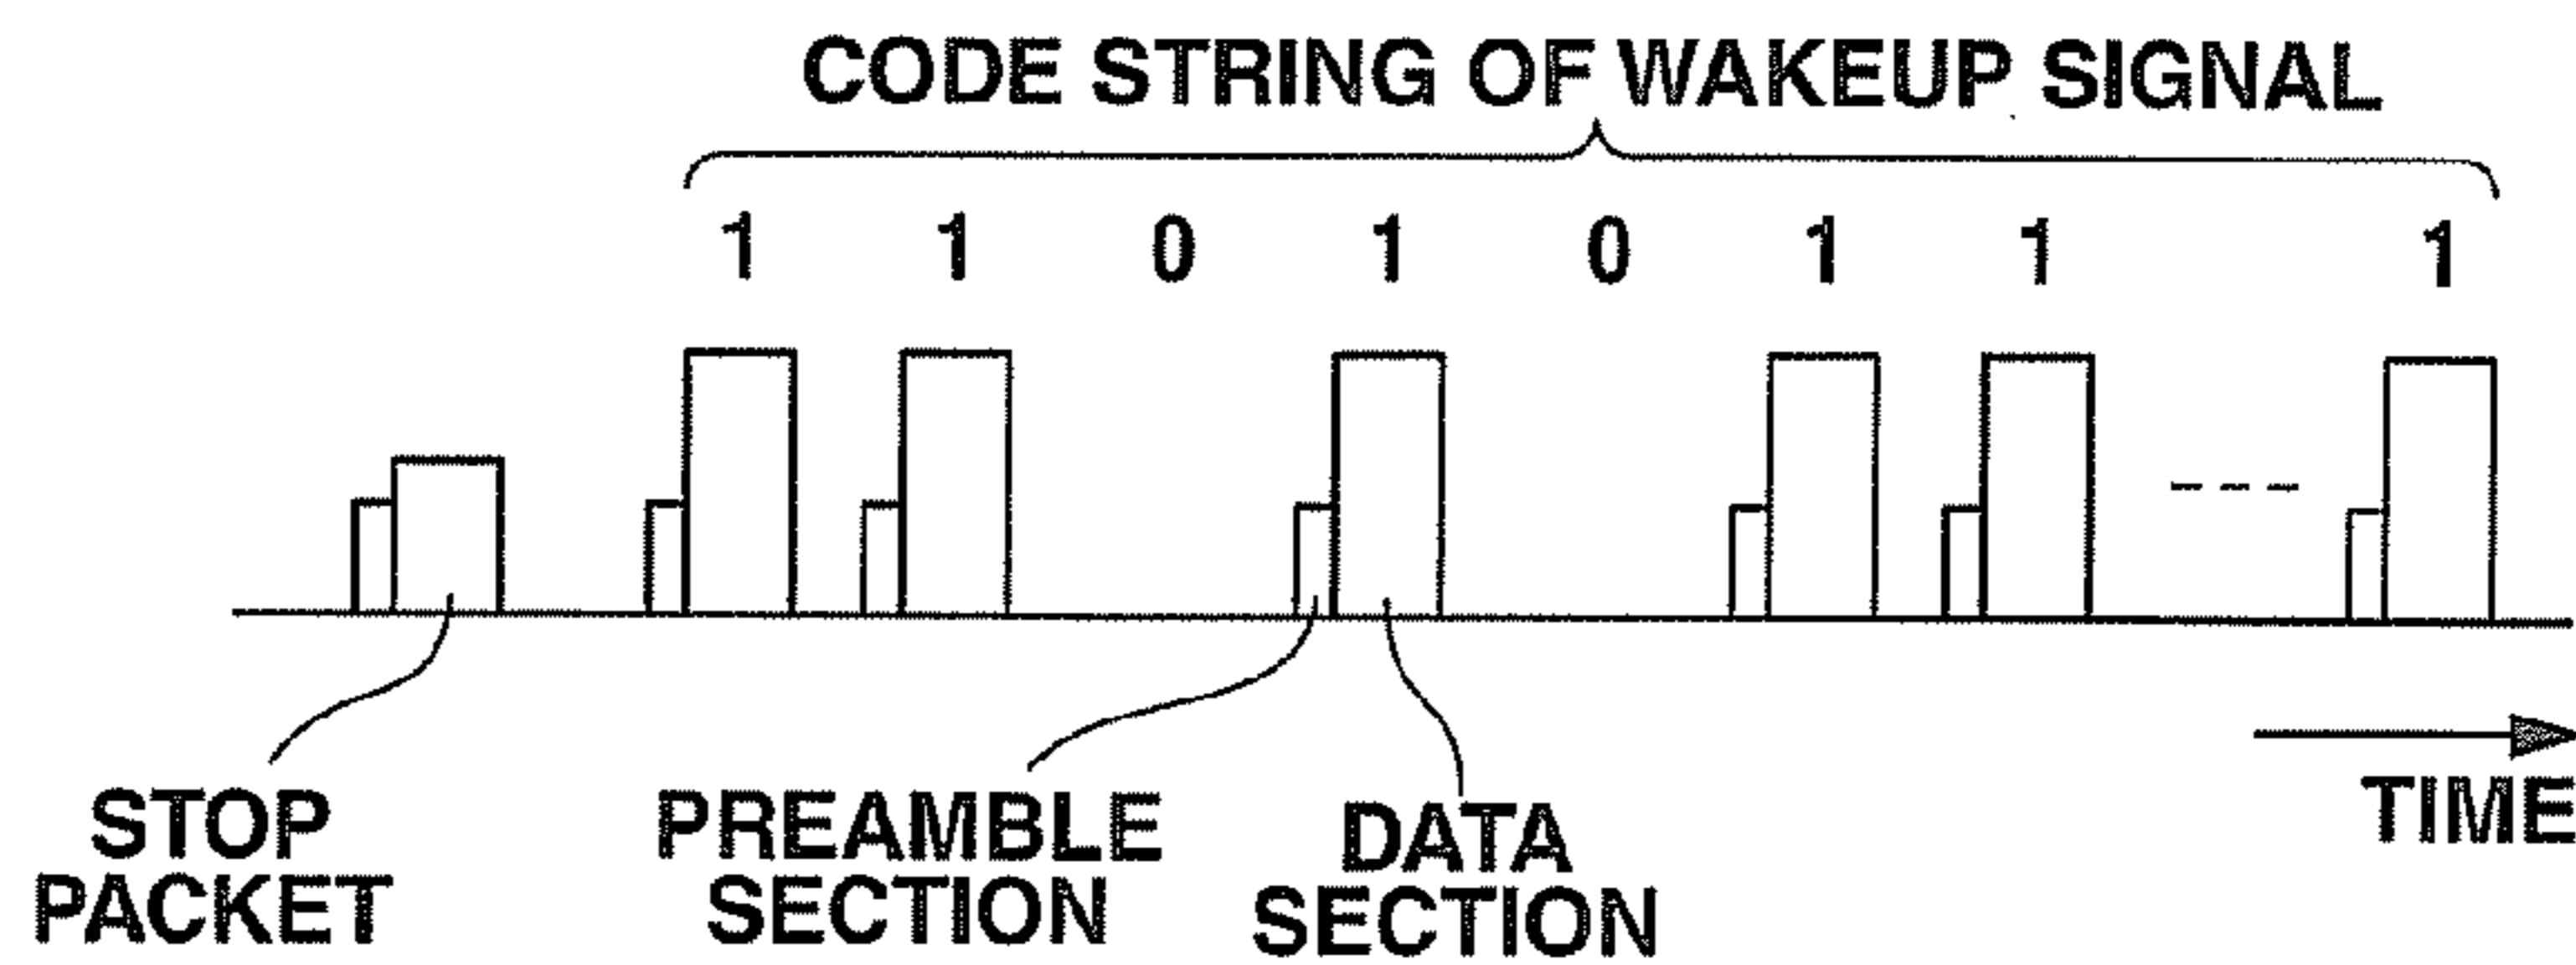 CODE STRING OF WAKEUP SIGNAL
1 1 0 1 0 1 1 1
STOP
PACKET
PREAMBLE
SECTION
DATA
SECTION
TIME